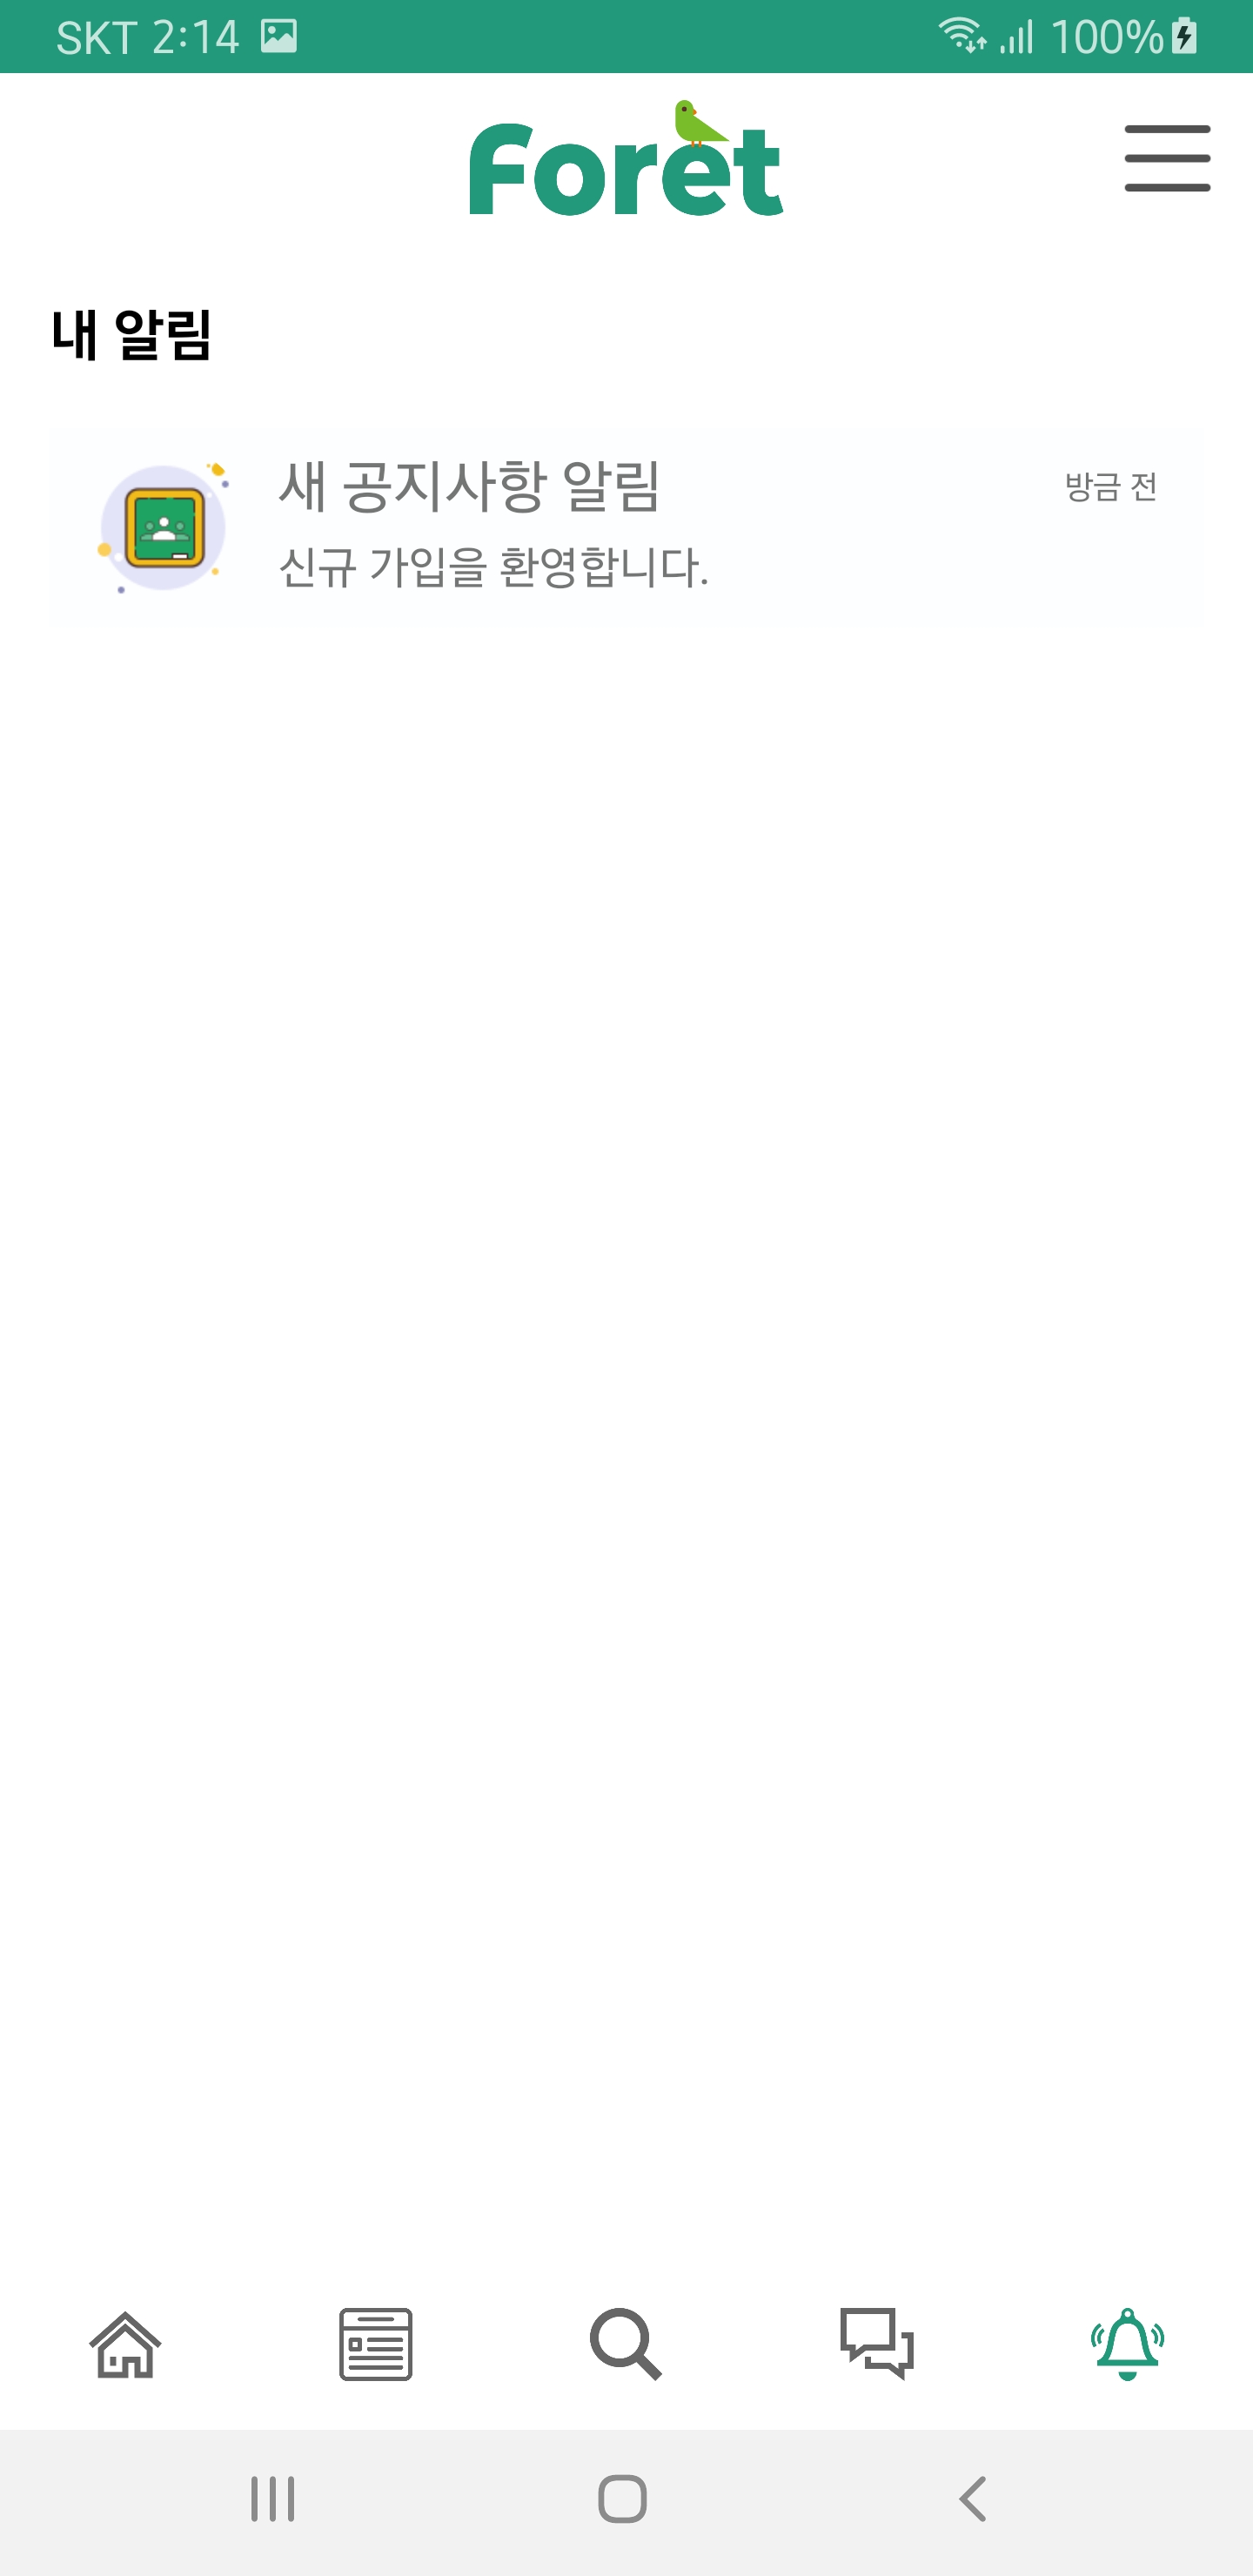 SKT 2:14
100%
Foret
내 알림
새 공지사항 알림
방금 전
신규 가입을 환영합니다.